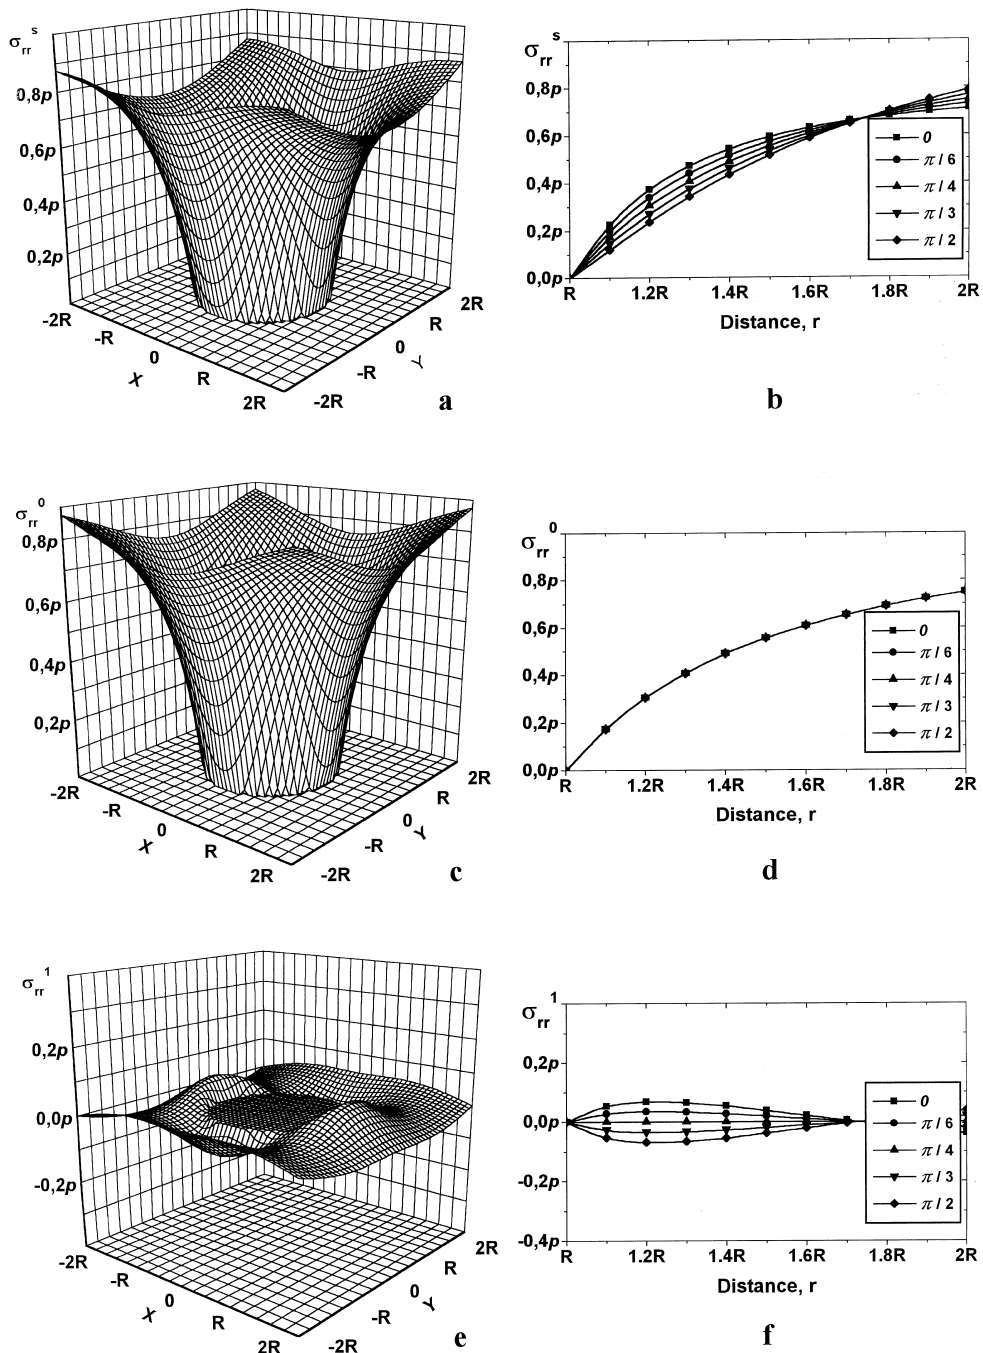 σrr s
0,8p
0,6p
0,4p
0,2p
-2R
-R
0
R
2R
X
-2R
-R
0
R
2R
Y
a
σrr s
0,8p
0,6p
0,4p
0,2p
0,0p
R 1.2R 1.4R 1.6R 1.8R 2R
Distance, r
0
π / 6
π / 4
π / 3
π / 2
b
σrr 0
0,8p
0,6p
0,4p
0,2p
-2R
-R
0
R
2R
X
-2R
-R
0
R
2R
Y
c
σrr 0
0,8p
0,6p
0,4p
0,2p
0,0p
R 1.2R 1.4R 1.6R 1.8R 2R
Distance, r
0
π / 6
π / 4
π / 3
π / 2
d
σrr 1
0,2p
0,0p
-0,2p
-2R
-R
0
R
2R
X
-2R
-R
0
R
2R
Y
e
σrr 1
0,2p
0,0p
-0,2p
-0,4p
R 1.2R 1.4R 1.6R 1.8R 2R
Distance, r
0
π / 6
π / 4
π / 3
π / 2
f